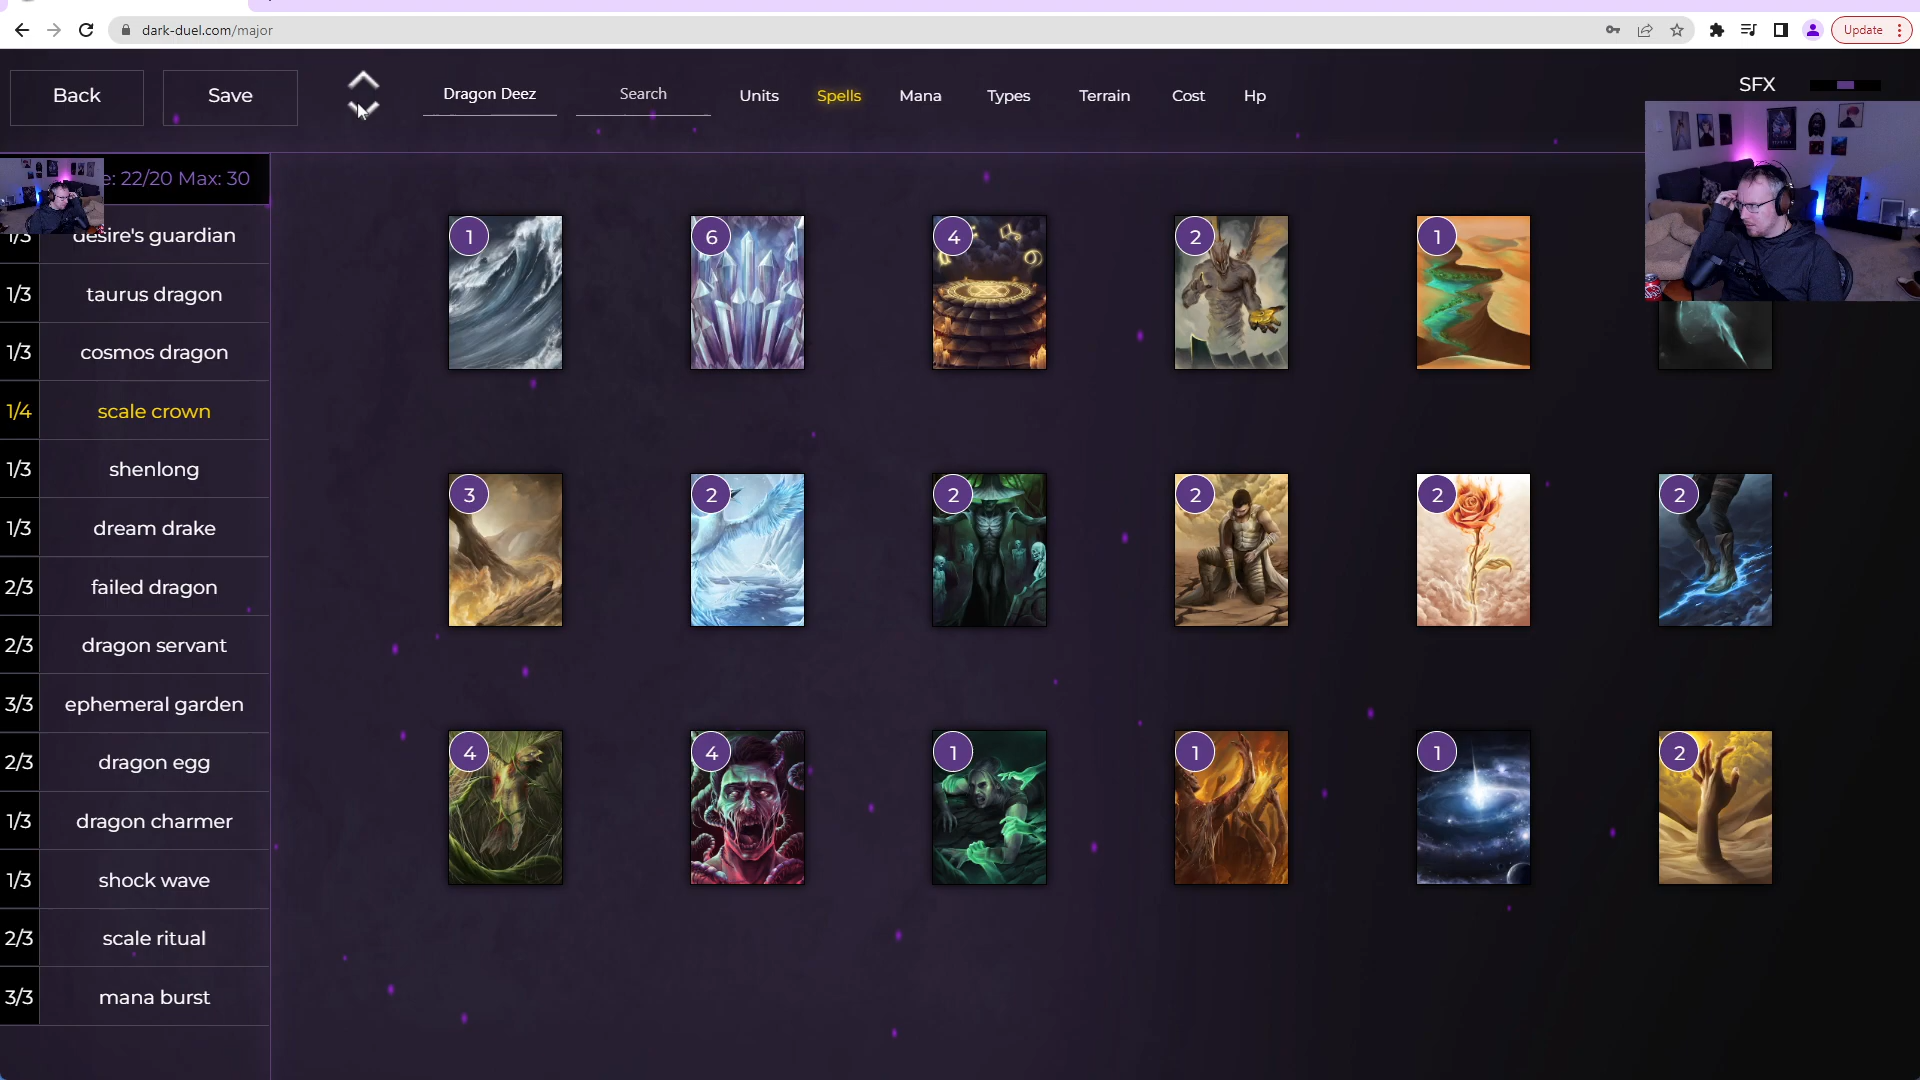 dark-duel.com/major
Update
Back
Save
Dragon Deez
Search
Units
Spells
Mana
Types
Terrain
Cost
Hp
SFX
e: 22/20 Max: 30
1/3 desire's guardian
1/3 taurus dragon
1/3 cosmos dragon
1/4 scale crown
1/3 shenlong
1/3 dream drake
2/3 failed dragon
2/3 dragon servant
3/3 ephemeral garden
2/3 dragon egg
1/3 dragon charmer
1/3 shock wave
2/3 scale ritual
3/3 mana burst
1
6
4
2
1
3
2
2
2
2
2
4
4
1
1
1
2